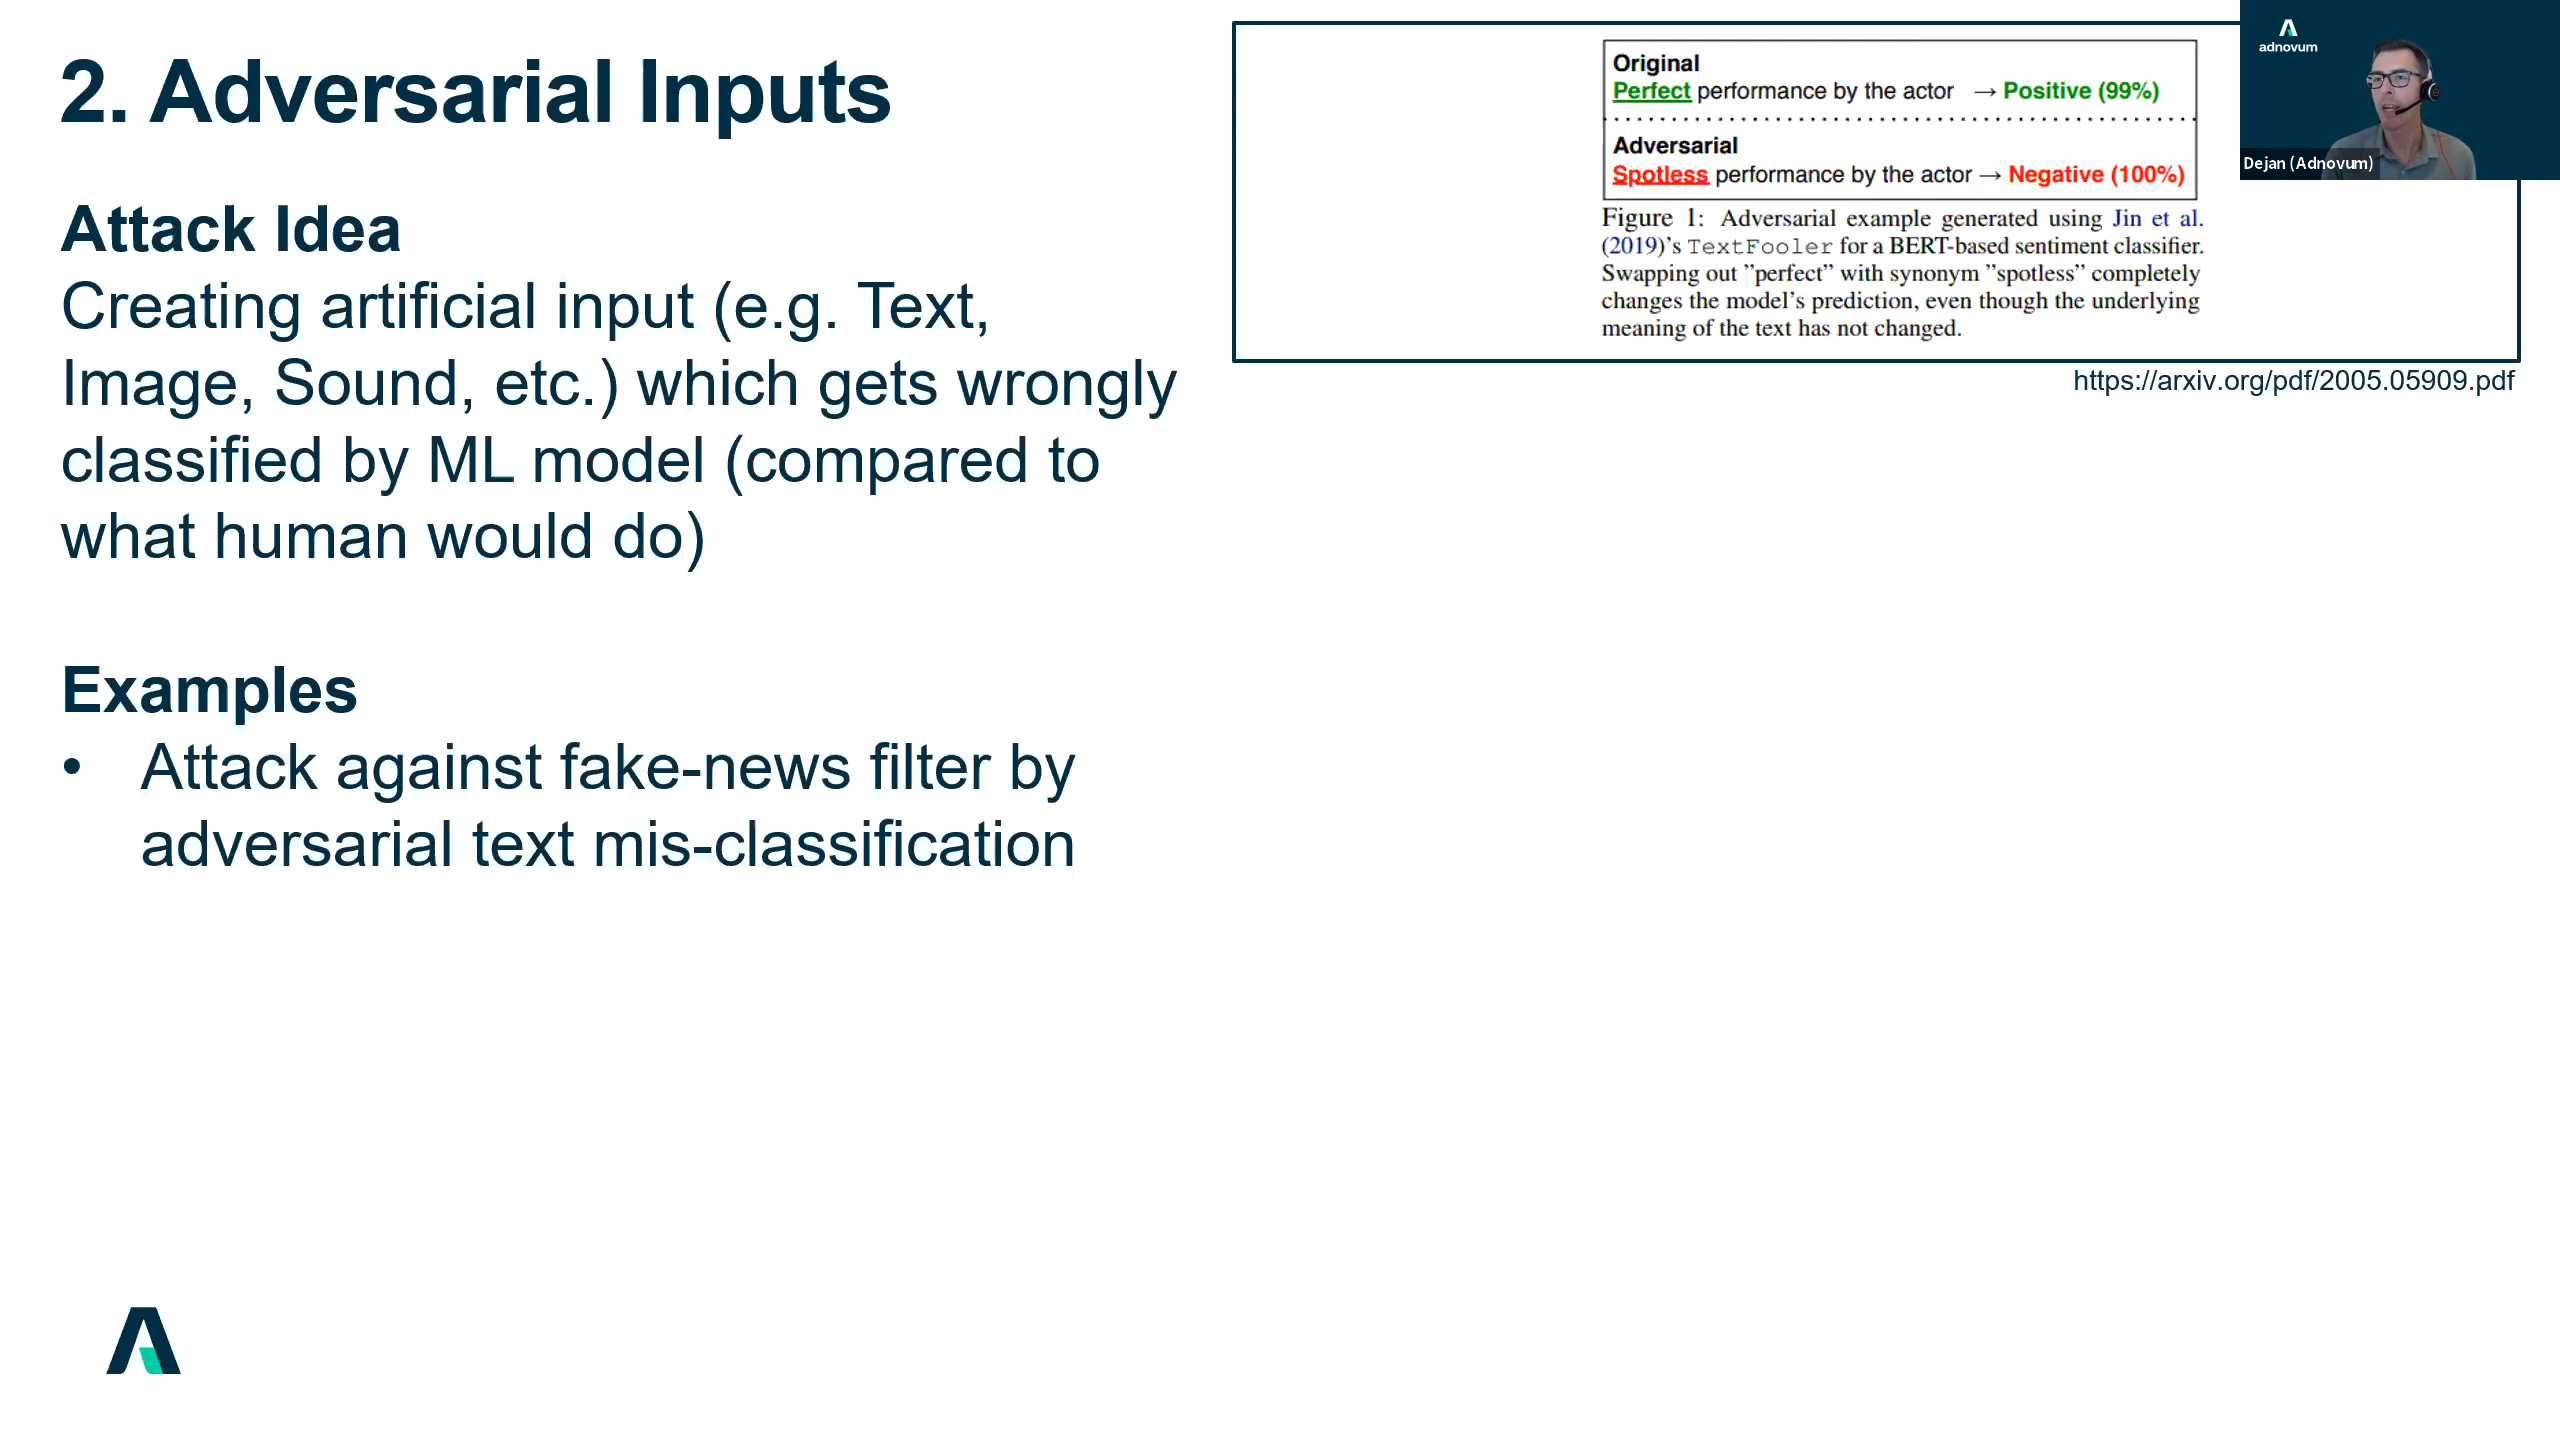 2. Adversarial Inputs
Attack Idea
Creating artificial input (e.g. Text,
Image, Sound, etc.) which gets wrongly
classified by ML model (compared to
what human would do)
Examples
• Attack against fake-news filter by
adversarial text mis-classification
Original
Perfect performance by the actor → Positive (99%)
Adversarial
Spotless performance by the actor → Negative (100%)
Figure 1: Adversarial example generated using Jin et al.
(2019)’s TextFooler for a BERT-based sentiment classifier.
Swapping out ”perfect” with synonym ”spotless” completely
changes the model’s prediction, even though the underlying
meaning of the text has not changed.
https://arxiv.org/pdf/2005.05909.pdf
adnovum
Dejan (Adnovum)